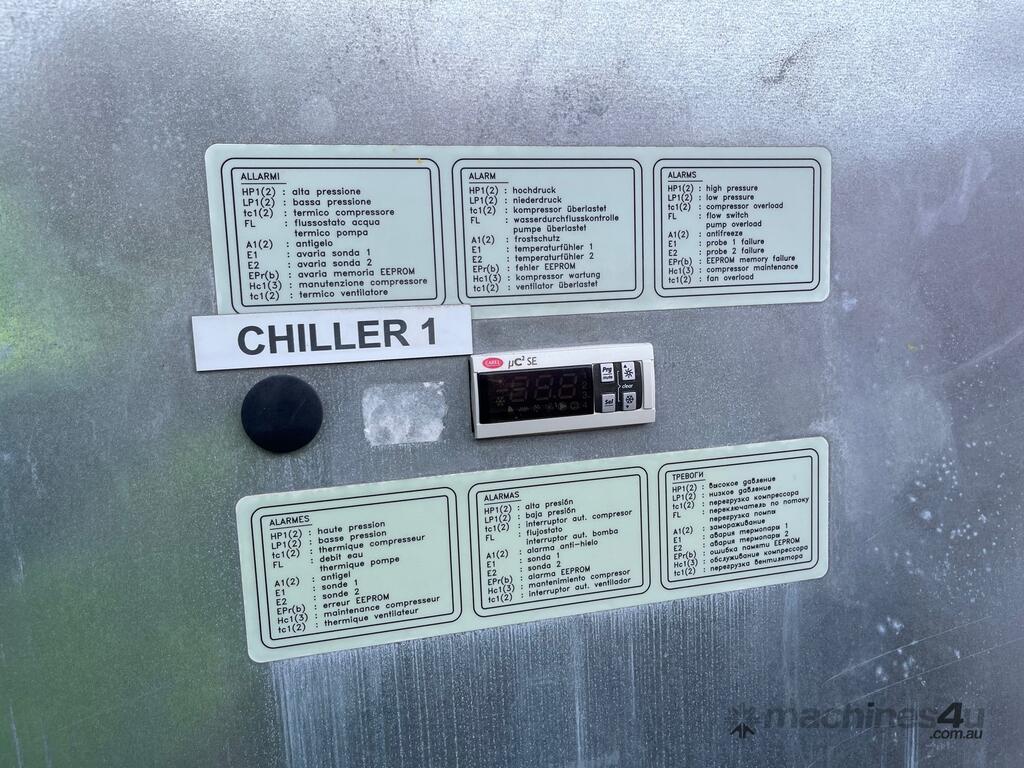 ALLARMI
HP1(2) : alta pressione
LP1(2) : bassa pressione
tc1(2) : termico compressore
FL : flussostato acqua
termico pompa
A1(2) : antigelo
E1 : avaria sonda 1
E2 : avaria sonda 2
EPr(b) : avaria memoria EEPROM
Hc1(3) : manutenzione compressore
tc1(2) : termico ventilatore
ALARM
HP1(2) : hochdruck
LP1(2) : niederdruck
tc1(2) : kompressor überlastet
FL : wasserdurchflusskontrolle
pumpe überlastet
A1(2) : frostschutz
E1 : temperaturfühler 1
E2 : temperaturfühler 2
EPr(b) : fehler EEPROM
Hc1(3) : kompressor wartung
tc1(2) : ventilator überlastet
ALARMS
HP1(2) : high pressure
LP1(2) : low pressure
tc1(2) : compressor overload
FL : flow switch
pump overload
A1(2) : antifreeze
E1 : probe 1 failure
E2 : probe 2 failure
EPr(b) : EEPROM memory failure
Hc1(3) : compressor maintenance
tc1(2) : fan overload
CHILLER 1
CAREL µC² SE
Prg
mute
clear
Sel
ALARMES
HP1(2) : haute pression
LP1(2) : basse pression
tc1(2) : thermique compresseur
FL : debit eau
thermique pompe
A1(2) : antigel
E1 : sonde 1
E2 : sonde 2
EPr(b) : erreur EEPROM
Hc1(3) : maintenance compresseur
tc1(2) : thermique ventilateur
ALARMAS
HP1(2) : alta presión
LP1(2) : baja presión
tc1(2) : interruptor aut. compresor
FL : flujostato
interruptor aut. bomba
A1(2) : alarma anti-hielo
E1 : sonda 1
E2 : sonda 2
EPr(b) : alarma EEPROM
Hc1(3) : mantenimiento compresor
tc1(2) : interruptor aut. ventilador
ТРЕВОГИ
HP1(2) : высокое давление
LP1(2) : низкое давление
tc1(2) : перегрузка компрессора
FL : переключатель по потоку
перегрузка помпы
A1(2) : замораживание
E1 : авария термопары 1
E2 : авария термопары 2
EPr(b) : ошибка памяти EEPROM
Hc1(3) : обслуживание компрессора
tc1(2) : перегрузка вентилятора
machines4u
.com.au